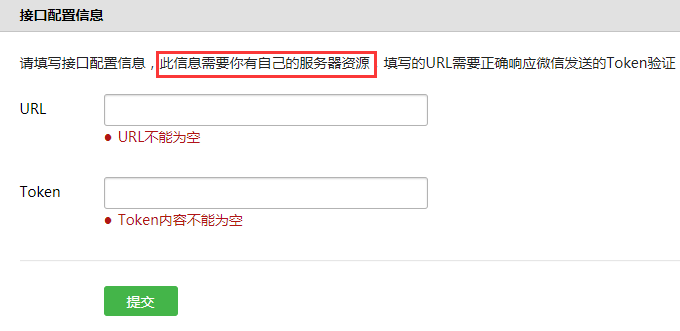 接口配置信息
请填写接口配置信息，此信息需要你有自己的服务器资源 填写的URL需要正确响应微信发送的Token验证
URL
● URL不能为空
Token
● Token内容不能为空
提交